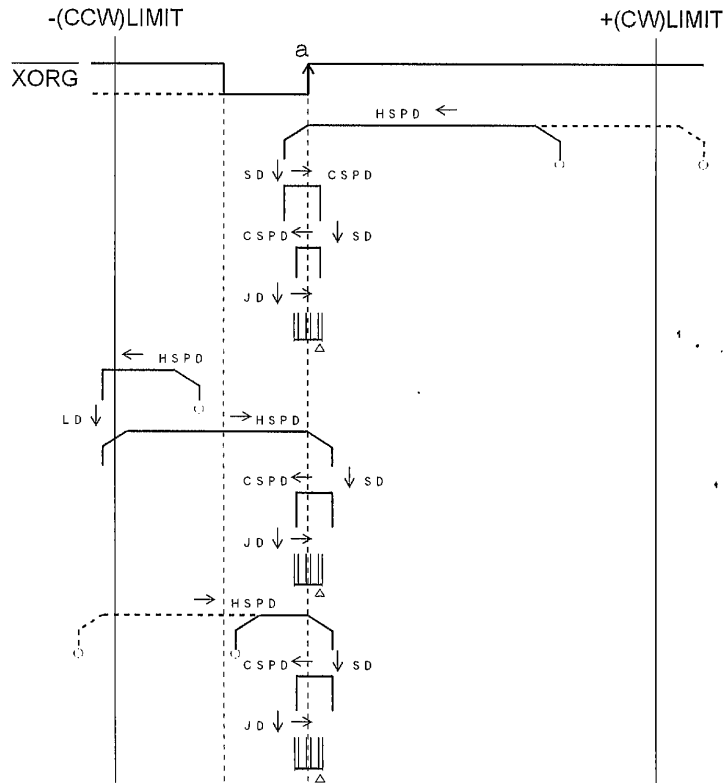 -(CCW)LIMIT +(CW)LIMIT
a
XORG
HSPD
SD CSPD
CSPD SD
JD
HSPD
LD HSPD
CSPD SD
JD
HSPD
CSPD SD
JD